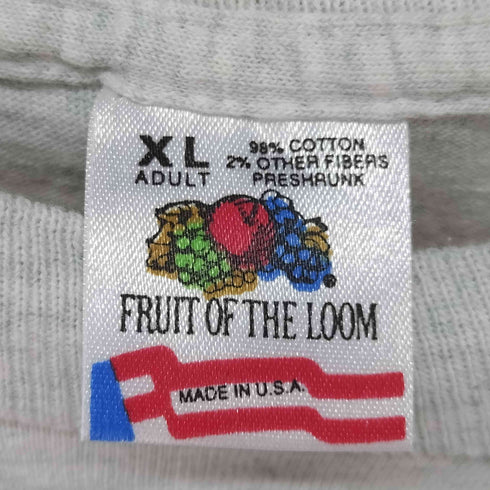 XL
ADULT
98% COTTON
2% OTHER FIBERS
PRESHRUNK
®
FRUIT OF THE LOOM
MADE IN U.S.A.